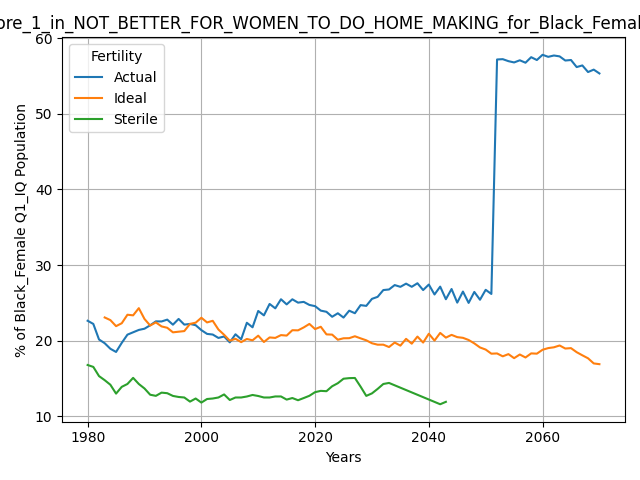 ore_1_in_NOT_BETTER_FOR_WOMEN_TO_DO_HOME_MAKING_for_Black_Femal
Fertility
Actual
Ideal
Sterile
% of Black_Female Q1_IQ Population
60
50
40
30
20
10
1980 2000 2020 2040 2060
Years